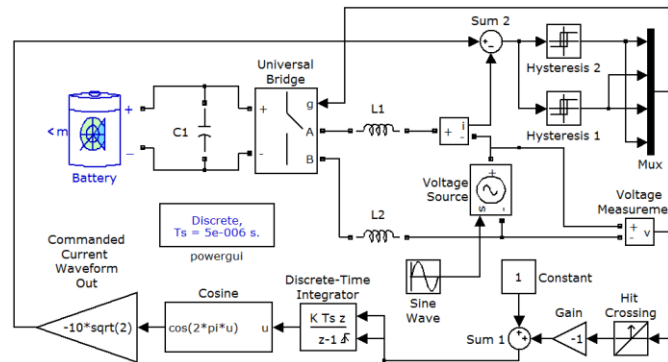 Sum 2
Universal
Bridge
Hysteresis 2
L1
< m
+
−
C1
+
-
g
A
B
+
i
-
Hysteresis 1
Mux
Battery
Voltage
Source
+
s
-
Voltage
Measurement
+
-
v
L2
Discrete,
Ts = 5e-006 s.
powergui
Commanded
Current
Waveform
Out
Cosine
Discrete-Time
Integrator
Sine
Wave
1
Constant
Gain
Hit
Crossing
-10*sqrt(2)
cos(2*pi*u)
u
K Ts z
z-1
Sum 1
+
+
-1